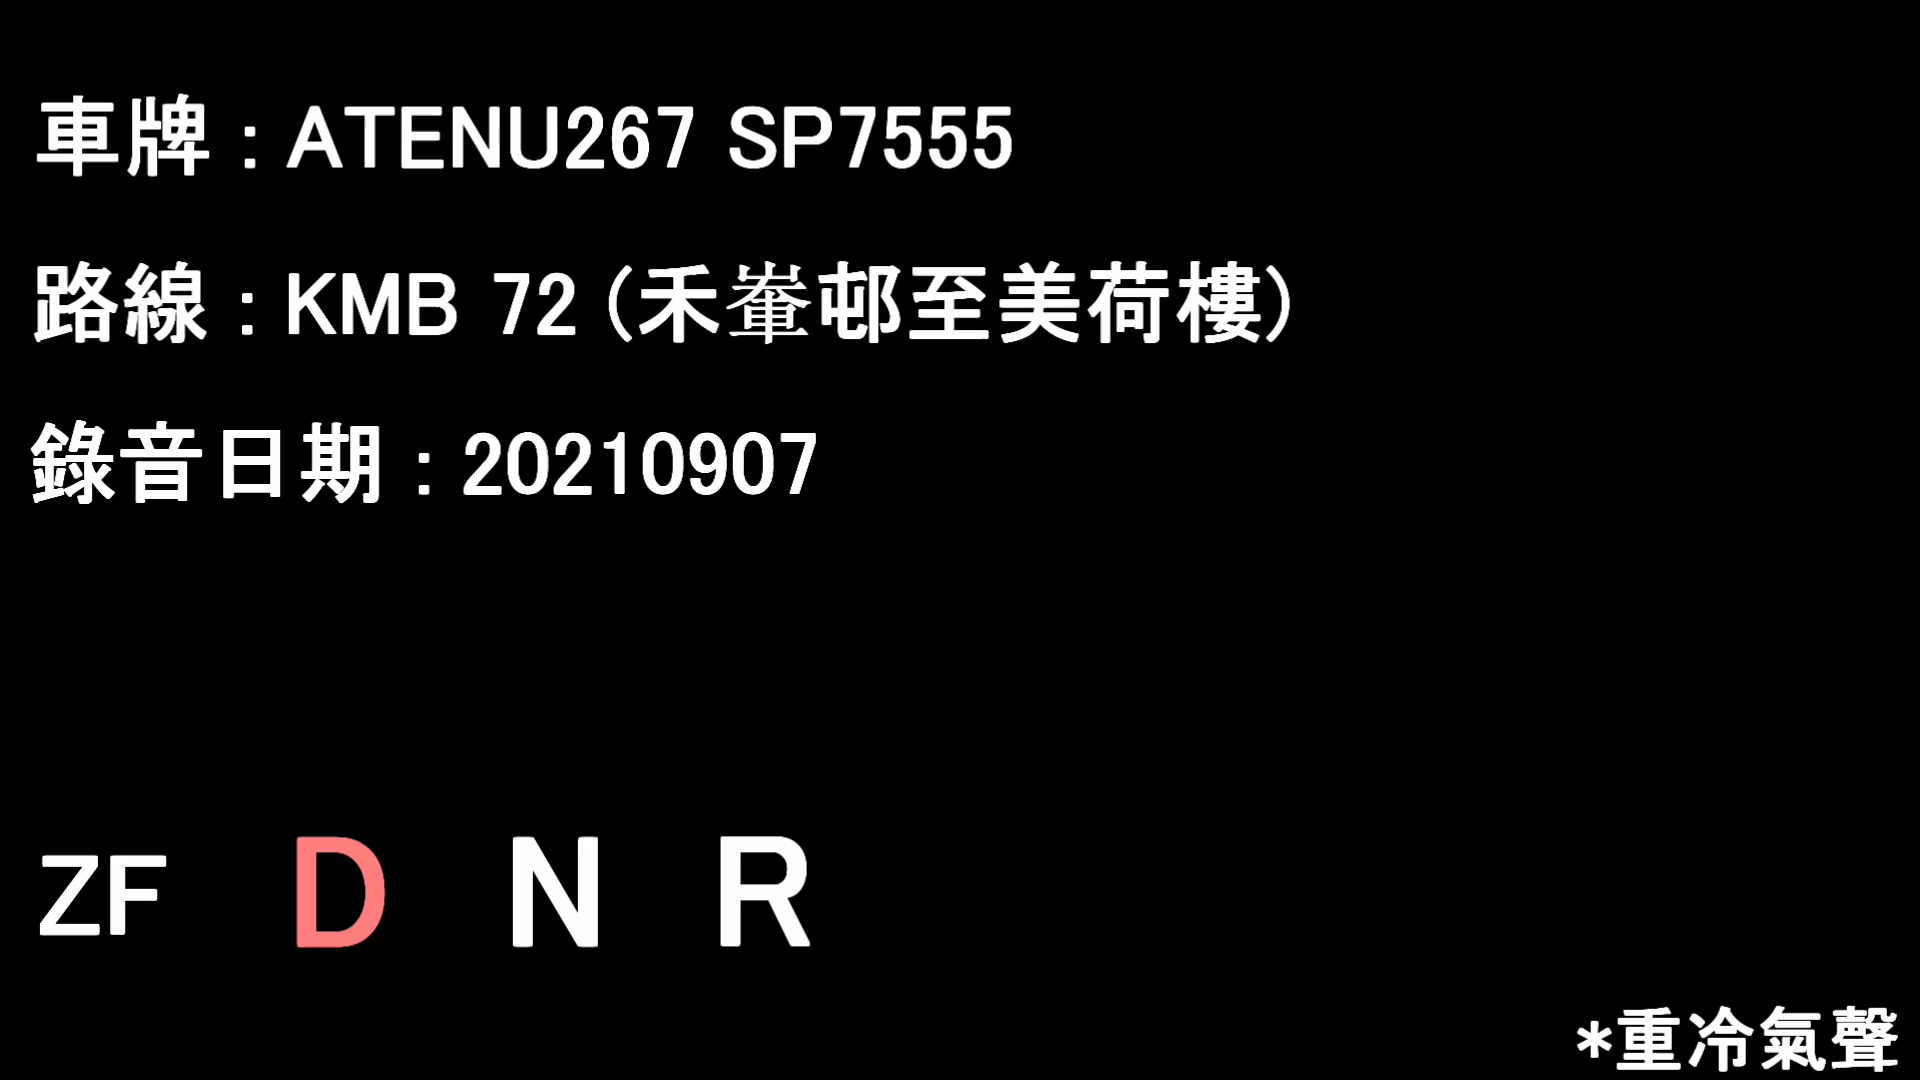 車牌 : ATENU267 SP7555
路線 : KMB 72 (禾輋邨至美荷樓)
錄音日期 : 20210907
ZF D N R
*重冷氣聲